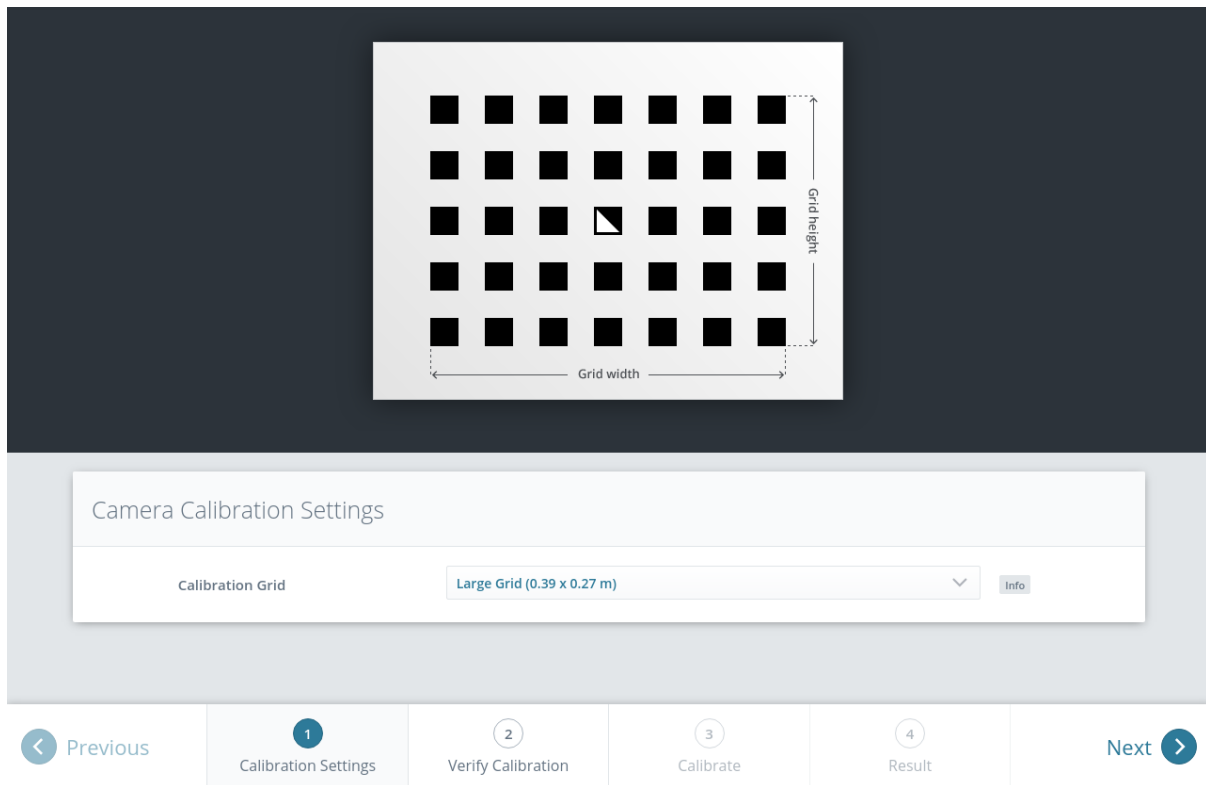 Grid height
Grid width
Camera Calibration Settings
Calibration Grid
Large Grid (0.39 x 0.27 m)
Info
Previous
1
Calibration Settings
2
Verify Calibration
3
Calibrate
4
Result
Next